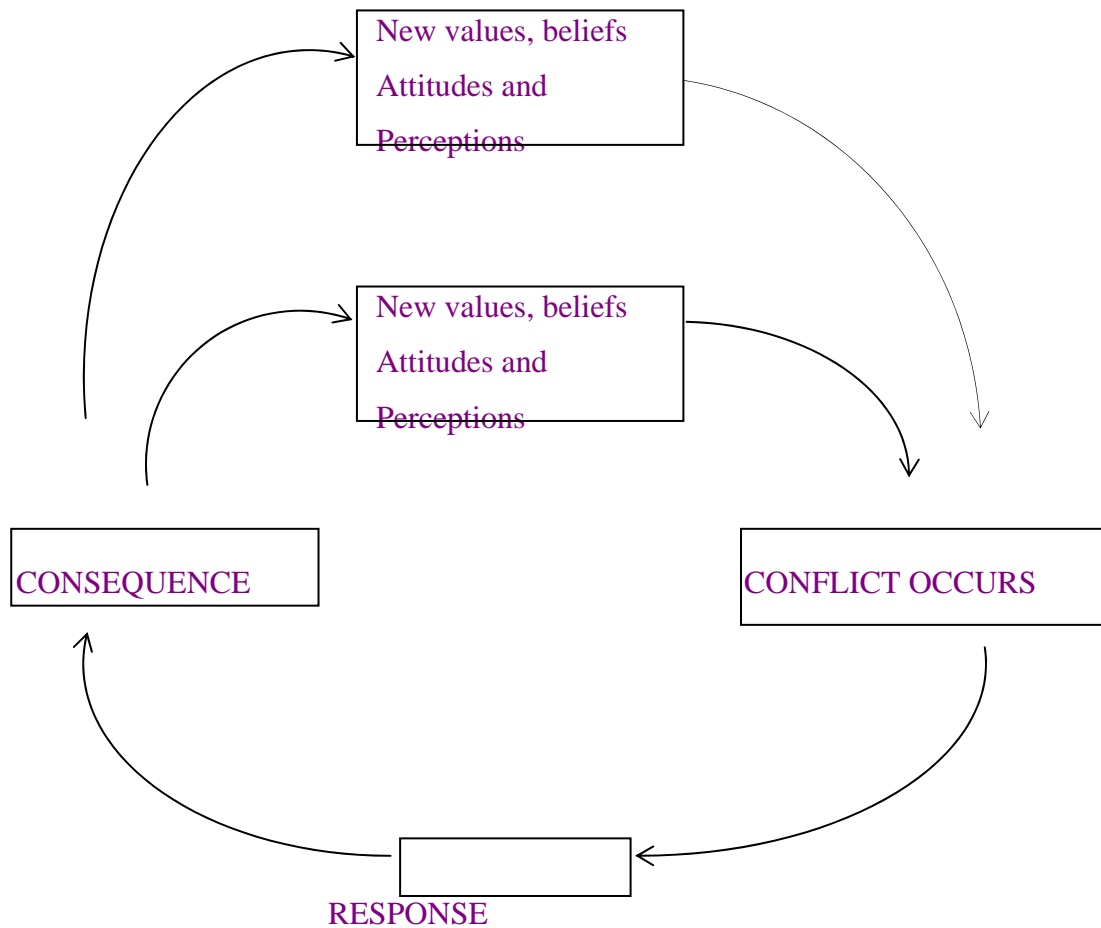 New values, beliefs
Attitudes and
Perceptions
New values, beliefs
Attitudes and
Perceptions
CONSEQUENCE
CONFLICT OCCURS
RESPONSE